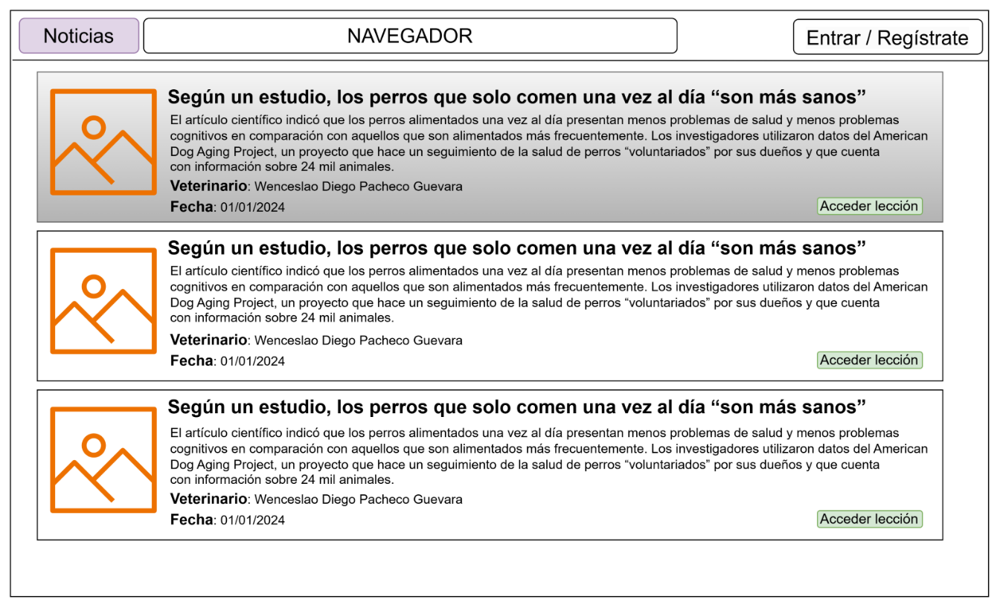 Noticias
NAVEGADOR
Entrar / Regístrate
Según un estudio, los perros que solo comen una vez al día “son más sanos”
El artículo científico indicó que los perros alimentados una vez al día presentan menos problemas de salud y menos problemas
cognitivos en comparación con aquellos que son alimentados más frecuentemente. Los investigadores utilizaron datos del American
Dog Aging Project, un proyecto que hace un seguimiento de la salud de perros “voluntariados” por sus dueños y que cuenta
con información sobre 24 mil animales.
Veterinario: Wenceslao Diego Pacheco Guevara
Fecha: 01/01/2024
Acceder lección
Según un estudio, los perros que solo comen una vez al día “son más sanos”
El artículo científico indicó que los perros alimentados una vez al día presentan menos problemas de salud y menos problemas
cognitivos en comparación con aquellos que son alimentados más frecuentemente. Los investigadores utilizaron datos del American
Dog Aging Project, un proyecto que hace un seguimiento de la salud de perros “voluntariados” por sus dueños y que cuenta
con información sobre 24 mil animales.
Veterinario: Wenceslao Diego Pacheco Guevara
Fecha: 01/01/2024
Acceder lección
Según un estudio, los perros que solo comen una vez al día “son más sanos”
El artículo científico indicó que los perros alimentados una vez al día presentan menos problemas de salud y menos problemas
cognitivos en comparación con aquellos que son alimentados más frecuentemente. Los investigadores utilizaron datos del American
Dog Aging Project, un proyecto que hace un seguimiento de la salud de perros “voluntariados” por sus dueños y que cuenta
con información sobre 24 mil animales.
Veterinario: Wenceslao Diego Pacheco Guevara
Fecha: 01/01/2024
Acceder lección